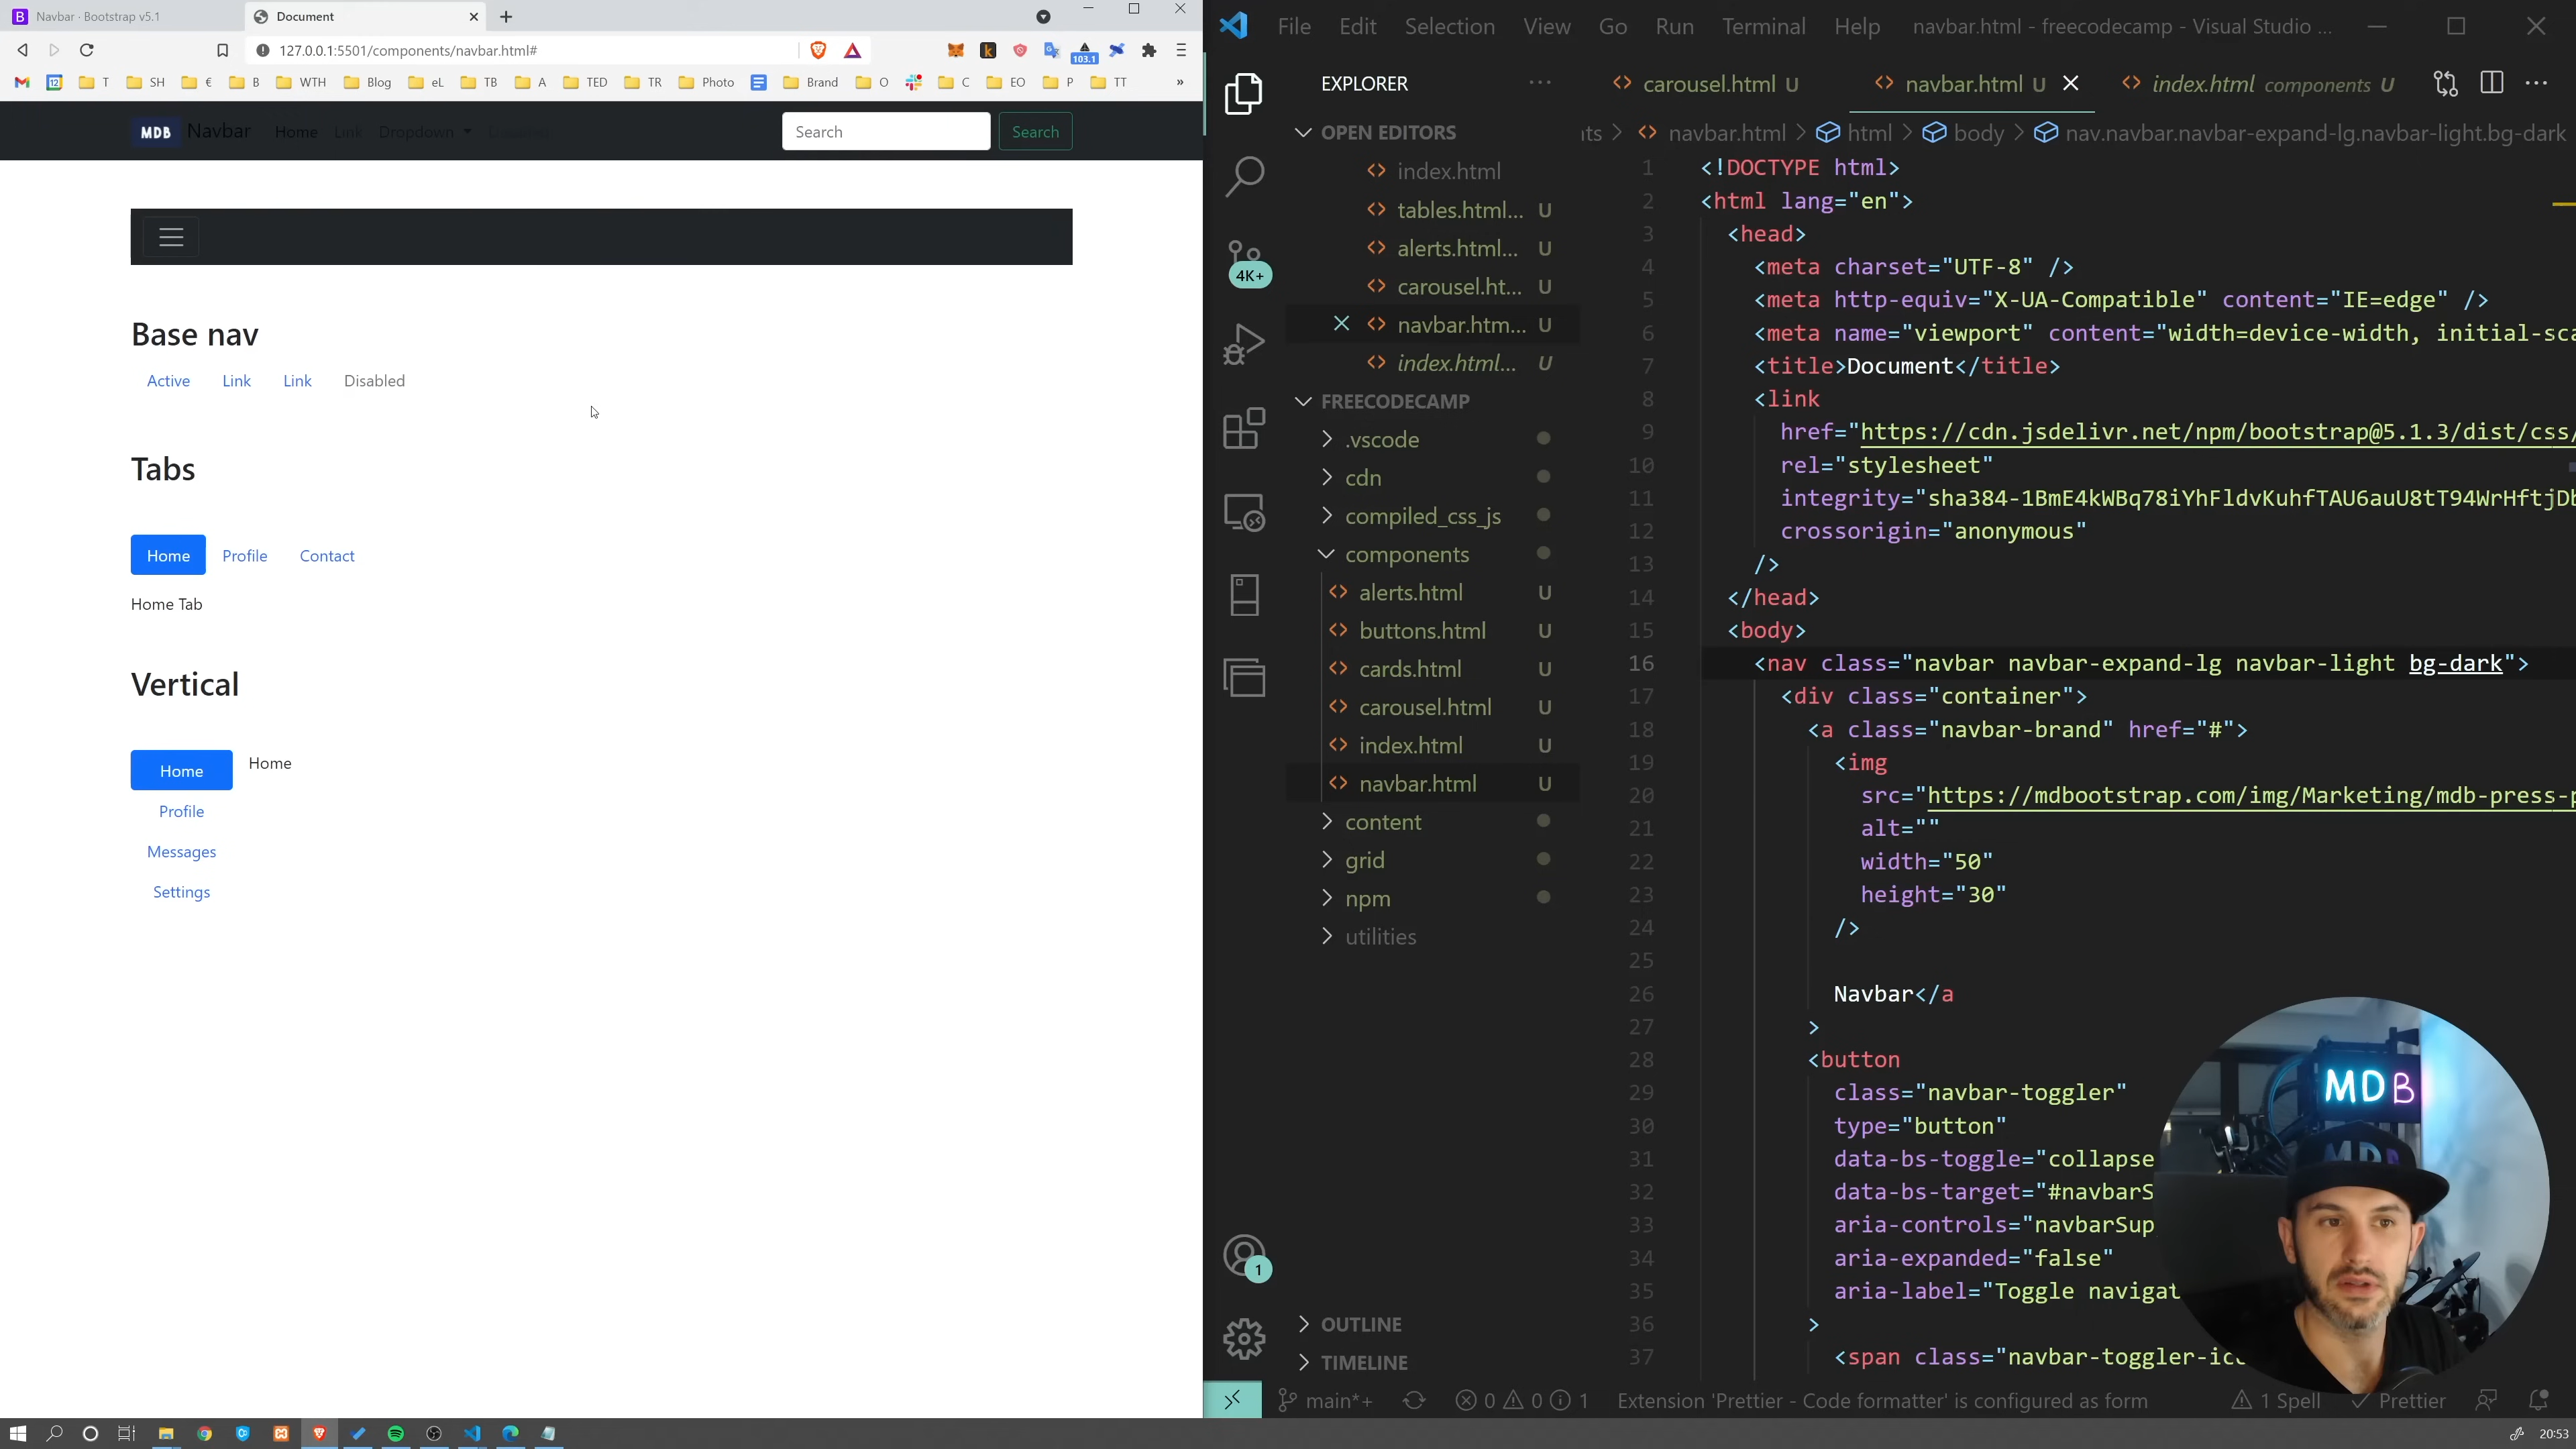 Navbar · Bootstrap v5.1
Document
127.0.0.1:5501/components/navbar.html#
103.1
12
T
SH
€
B
WTH
Blog
eL
TB
A
TED
TR
Photo
Brand
O
C
EO
P
TT
»
MDB Navbar Home Link Dropdown
Search
Search
Base nav
Active Link Link Disabled
Tabs
Home Profile Contact
Home Tab
Vertical
Home Home
Profile
Messages
Settings
File Edit Selection View Go Run Terminal Help navbar.html - freecodecamp - Visual Studio ...
EXPLORER
carousel.html U
navbar.html U
index.html components U
OPEN EDITORS
index.html
tables.html... U
alerts.html... U
carousel.ht... U
navbar.htm... U
index.html... U
4K+
FREECODECAMP
.vscode
cdn
compiled_css_js
components
alerts.html U
buttons.html U
cards.html U
carousel.html U
index.html U
navbar.html U
content
grid
npm
utilities
1
OUTLINE
TIMELINE
nts > navbar.html > html > body > nav.navbar.navbar-expand-lg.navbar-light.bg-dark
1 <!DOCTYPE html>
2 <html lang="en">
3 <head>
4 <meta charset="UTF-8" />
5 <meta http-equiv="X-UA-Compatible" content="IE=edge" />
6 <meta name="viewport" content="width=device-width, initial-sca
7 <title>Document</title>
8 <link
9 href="https://cdn.jsdelivr.net/npm/bootstrap@5.1.3/dist/css/
10 rel="stylesheet"
11 integrity="sha384-1BmE4kWBq78iYhFldvKuhfTAU6auU8tT94WrHftjDb
12 crossorigin="anonymous"
13 />
14 </head>
15 <body>
16 <nav class="navbar navbar-expand-lg navbar-light bg-dark">
17 <div class="container">
18 <a class="navbar-brand" href="#">
19 <img
20 src="https://mdbootstrap.com/img/Marketing/mdb-press-p
21 alt=""
22 width="50"
23 height="30"
24 />
25
26 Navbar</a
27 >
28 <button
29 class="navbar-toggler"
30 type="button"
31 data-bs-toggle="collapse
32 data-bs-target="#navbarS
33 aria-controls="navbarSup
34 aria-expanded="false"
35 aria-label="Toggle navigat
36 >
37 <span class="navbar-toggler-ic
MDB
MDB
main*+ 0 0 1 Extension 'Prettier - Code formatter' is configured as form 1 Spell Prettier
20:53